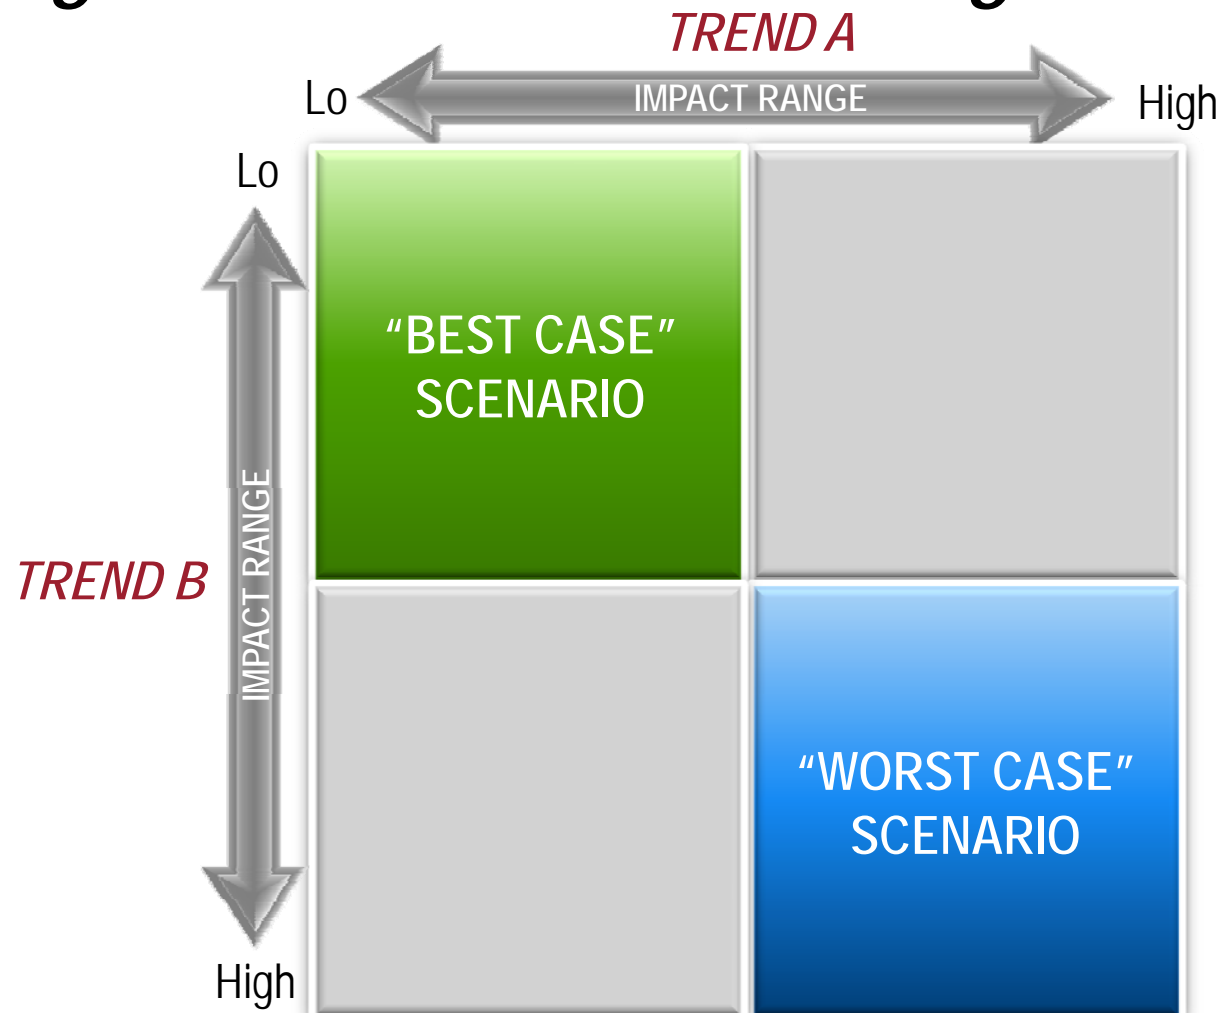 TREND A
Lo
IMPACT RANGE
High
Lo
"BEST CASE"
SCENARIO
TREND B
IMPACT RANGE
"WORST CASE"
SCENARIO
High